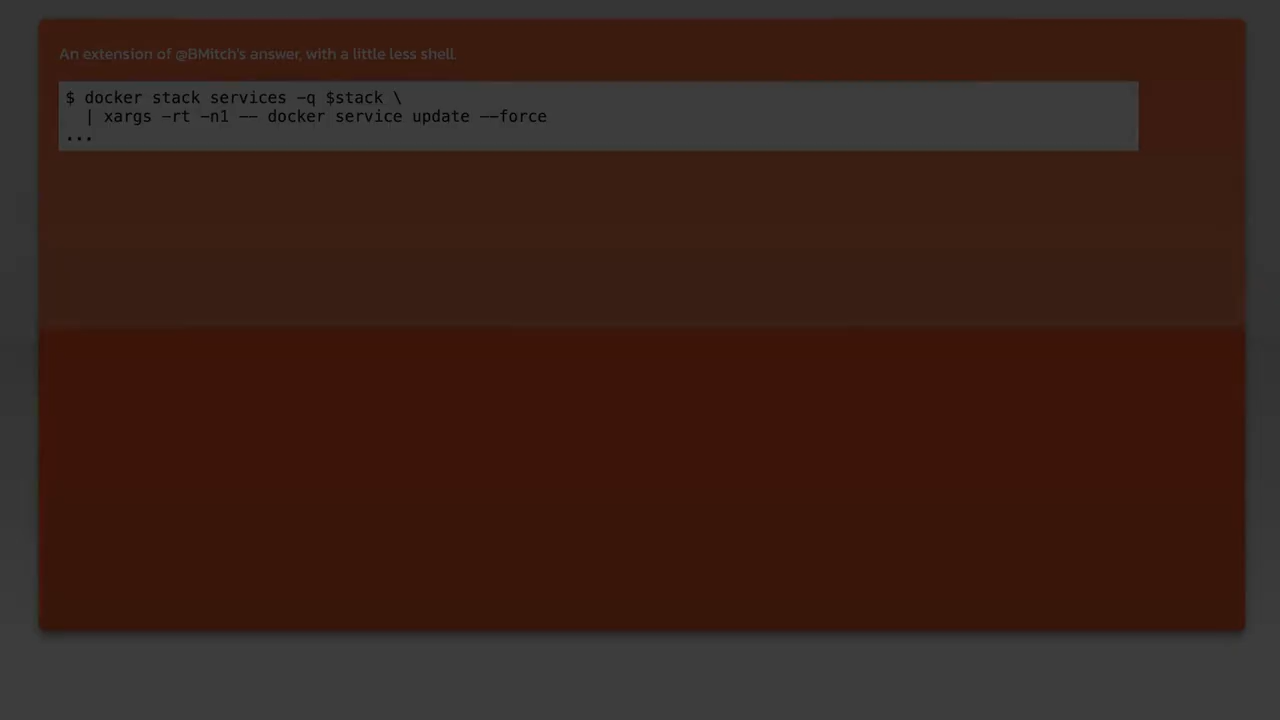 An extension of @BMitch's answer, with a little less shell.
$ docker stack services -q $stack \
| xargs -rt -n1 -- docker service update --force
...